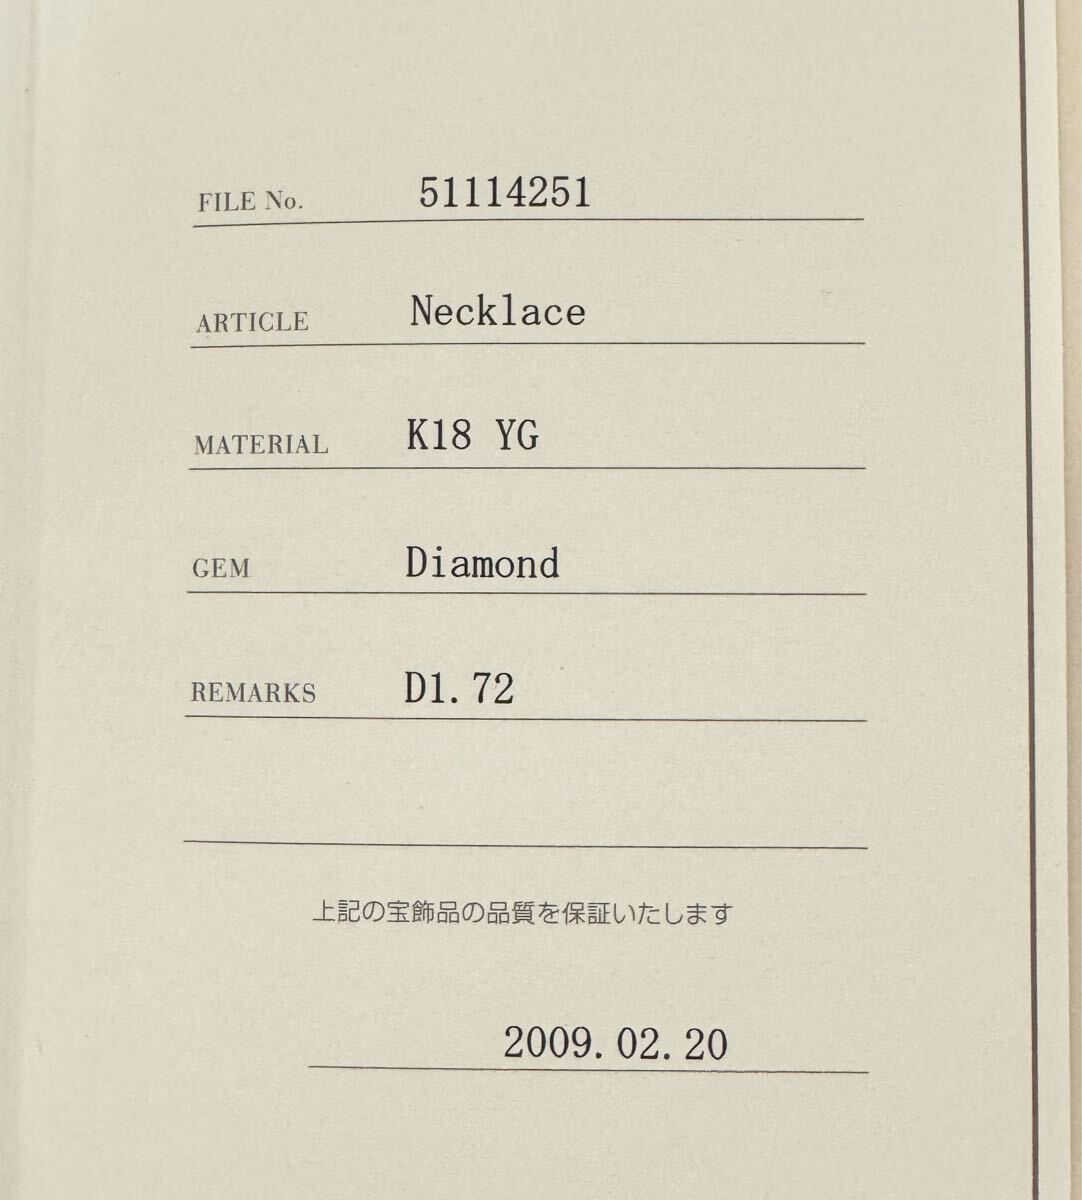 FILE No. 51114251
ARTICLE Necklace
MATERIAL K18 YG
GEM Diamond
REMARKS D1.72
上記の宝飾品の品質を保証いたします
2009.02.20